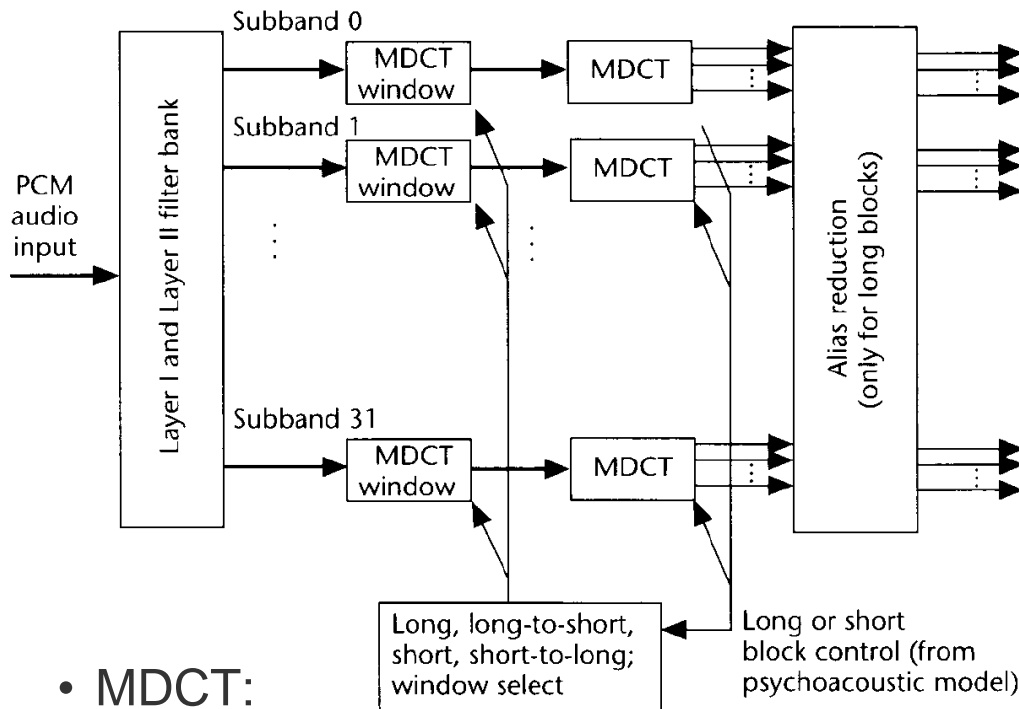 PCM
audio
input
Layer I and Layer II filter bank
Subband 0
MDCT
window
MDCT
Subband 1
MDCT
window
MDCT
Subband 31
MDCT
window
MDCT
Alias reduction
(only for long blocks)
Long, long-to-short,
short, short-to-long;
window select
Long or short
block control (from
psychoacoustic model)
• MDCT: